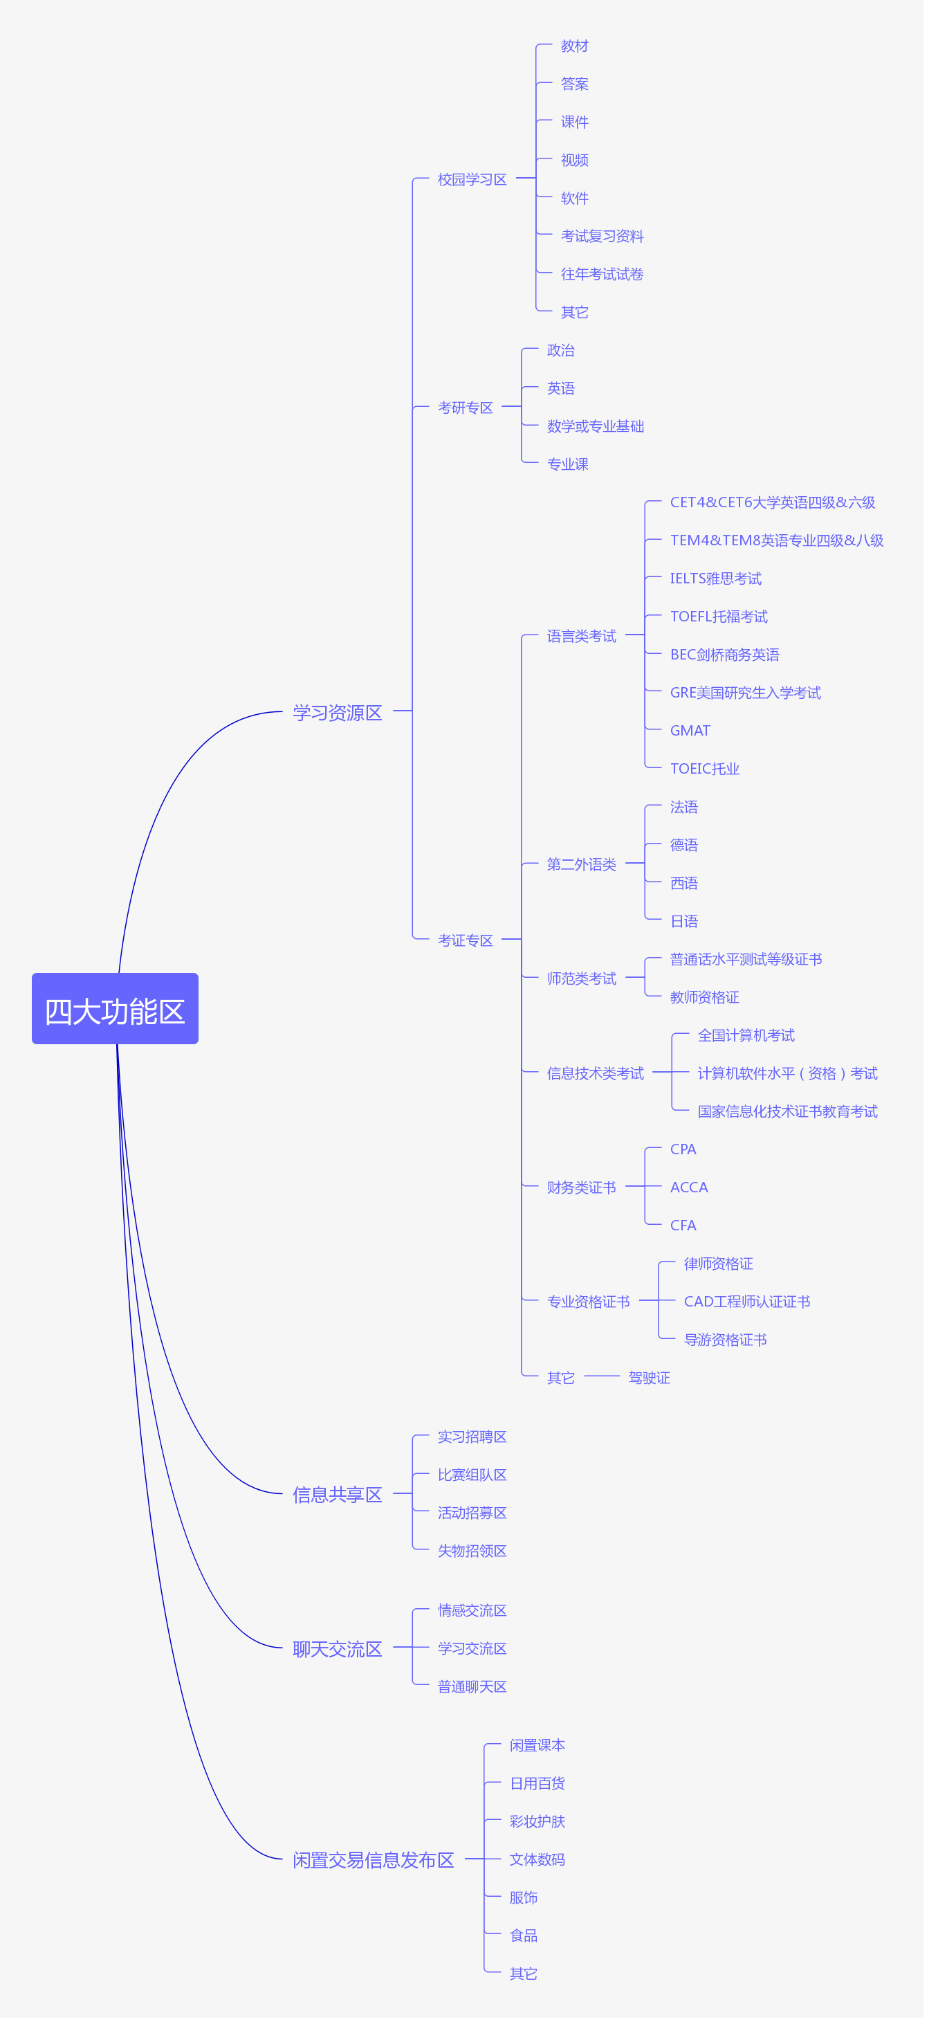 四大功能区
学习资源区
校园学习区
教材
答案
课件
视频
软件
考试复习资料
往年考试试卷
其它
考研专区
政治
英语
数学或专业基础
专业课
考证专区
语言类考试
CET4&CET6大学英语四级&六级
TEM4&TEM8英语专业四级&八级
IELTS雅思考试
TOEFL托福考试
BEC剑桥商务英语
GRE美国研究生入学考试
GMAT
TOEIC托业
第二外语类
法语
德语
西语
日语
师范类考试
普通话水平测试等级证书
教师资格证
信息技术类考试
全国计算机考试
计算机软件水平（资格）考试
国家信息化技术证书教育考试
财务类证书
CPA
ACCA
CFA
专业资格证书
律师资格证
CAD工程师认证证书
导游资格证书
其它
驾驶证
信息共享区
实习招聘区
比赛组队区
活动招募区
失物招领区
聊天交流区
情感交流区
学习交流区
普通聊天区
闲置交易信息发布区
闲置课本
日用百货
彩妆护肤
文体数码
服饰
食品
其它